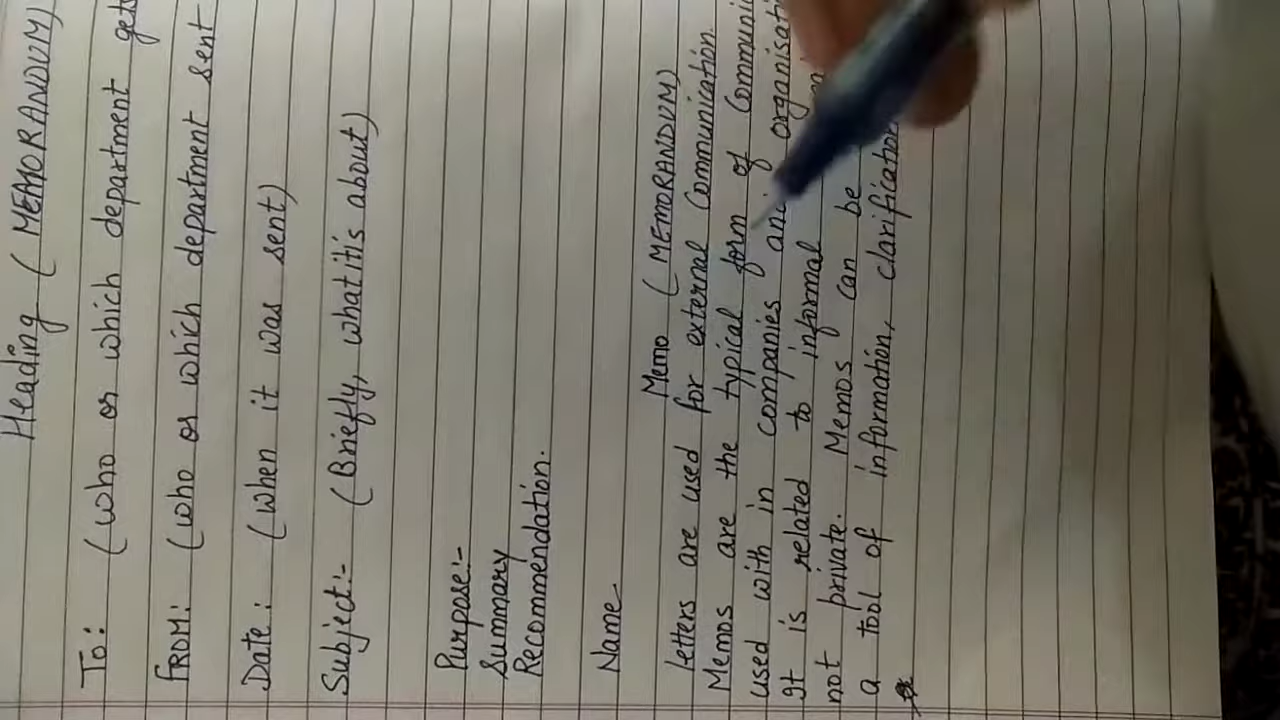 Heading (MEMORANDUM)
To: (who or which department
FROM: (who or which department sent
Date: (when it was sent)
Subject:- (Briefly, what it is about)
Purpose:-
Summary
Recommendation.
Name
Memo (MEMORANDUM)
Letters are used for external communication.
Memos are the typical form of
used with in companies and
It is related to informal
not private. Memos can be
a tool of information, clarification